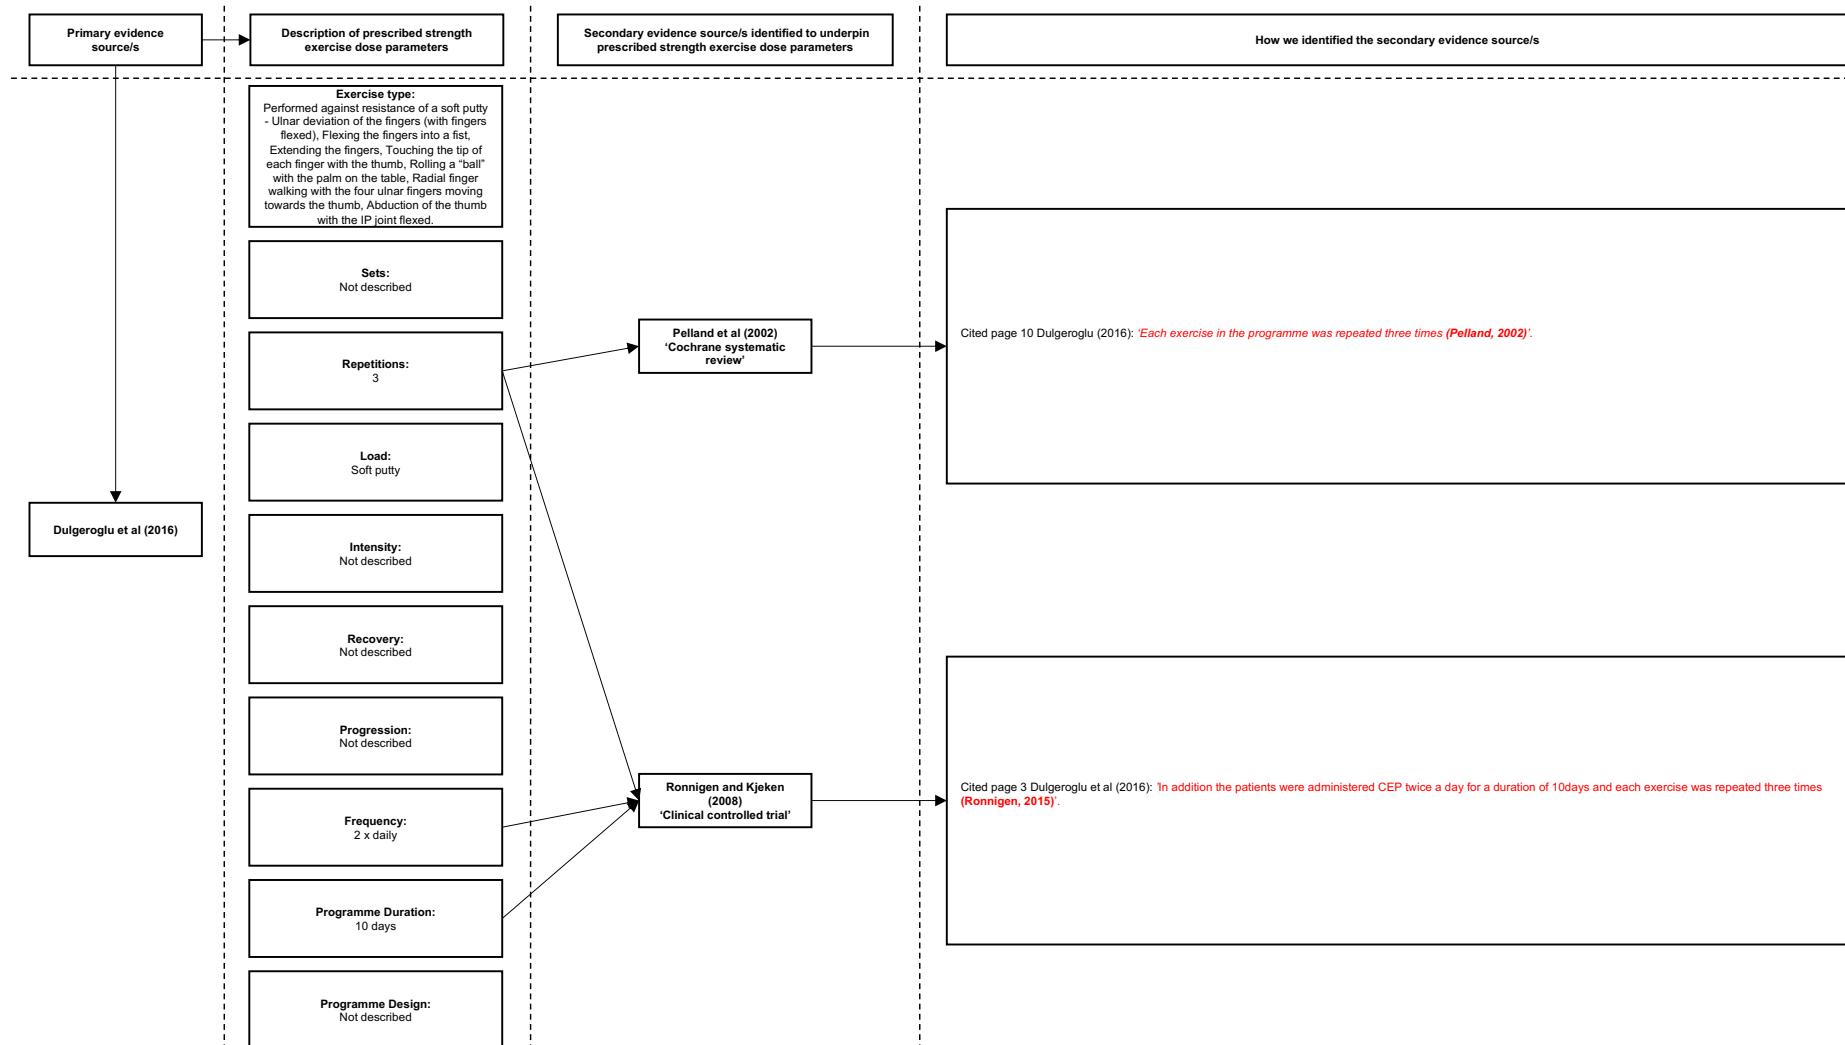 Primary evidence
source/s
Description of prescribed strength
exercise dose parameters
Secondary evidence source/s identified to underpin
prescribed strength exercise dose parameters
How we identified the secondary evidence source/s
Exercise type:
Performed against resistance of a soft putty
- Ulnar deviation of the fingers (with fingers
flexed), Flexing the fingers into a fist,
Extending the fingers, Touching the tip of
each finger with the thumb, Rolling a “ball”
with the palm on the table, Radial finger
walking with the four ulnar fingers moving
towards the thumb, Abduction of the thumb
with the IP joint flexed.
Sets:
Not described
Repetitions:
3
Load:
Soft putty
Intensity:
Not described
Recovery:
Not described
Progression:
Not described
Frequency:
2 x daily
Programme Duration:
10 days
Programme Design:
Not described
Dulgeroglu et al (2016)
Pelland et al (2002)
‘Cochrane systematic
review’
Ronnigen and Kjeken
(2008)
‘Clinical controlled trial’
Cited page 10 Dulgeroglu (2016): ‘Each exercise in the programme was repeated three times (Pelland, 2002)’.
Cited page 3 Dulgeroglu et al (2016): ‘In addition the patients were administered CEP twice a day for a duration of 10days and each exercise was repeated three times
(Ronnigen, 2015)’.